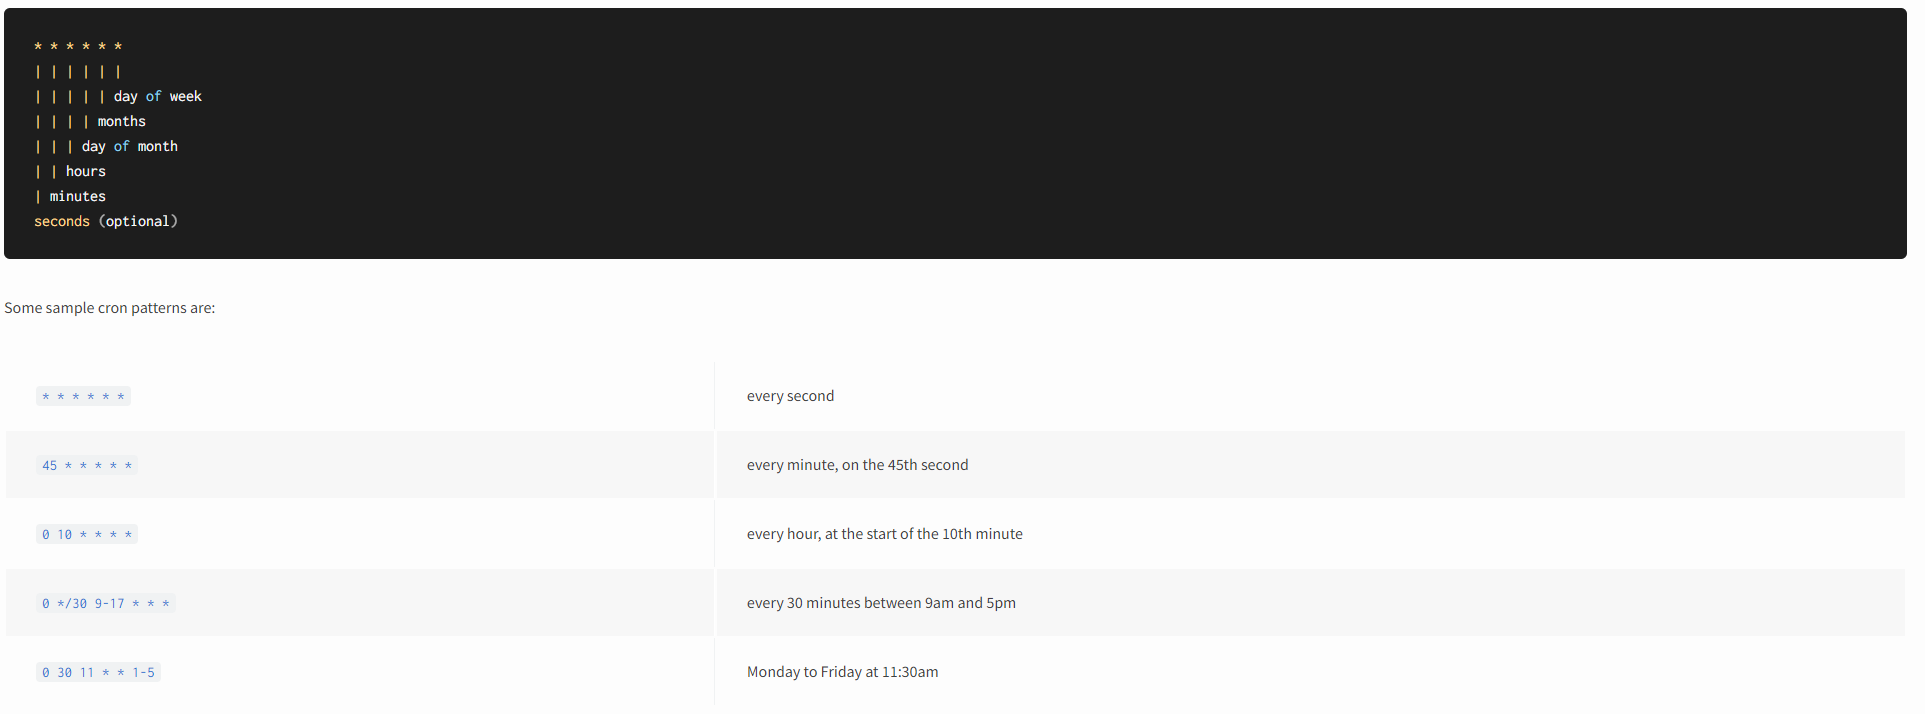 * * * * * *
| | | | | |
| | | | | day of week
| | | | months
| | | day of month
| | hours
| minutes
seconds (optional)
Some sample cron patterns are:
* * * * * * every second
45 * * * * * every minute, on the 45th second
0 10 * * * * every hour, at the start of the 10th minute
0 */30 9-17 * * * every 30 minutes between 9am and 5pm
0 30 11 * * 1-5 Monday to Friday at 11:30am